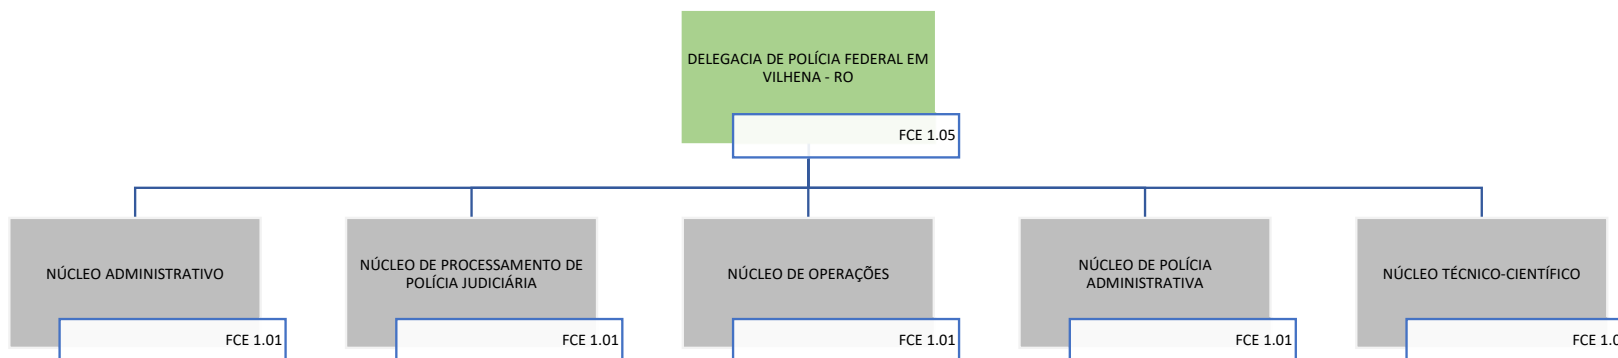 DELEGACIA DE POLÍCIA FEDERAL EM
VILHENA - RO
FCE 1.05
NÚCLEO ADMINISTRATIVO
FCE 1.01
NÚCLEO DE PROCESSAMENTO DE
POLÍCIA JUDICIÁRIA
FCE 1.01
NÚCLEO DE OPERAÇÕES
FCE 1.01
NÚCLEO DE POLÍCIA
ADMINISTRATIVA
FCE 1.01
NÚCLEO TÉCNICO-CIENTÍFICO
FCE